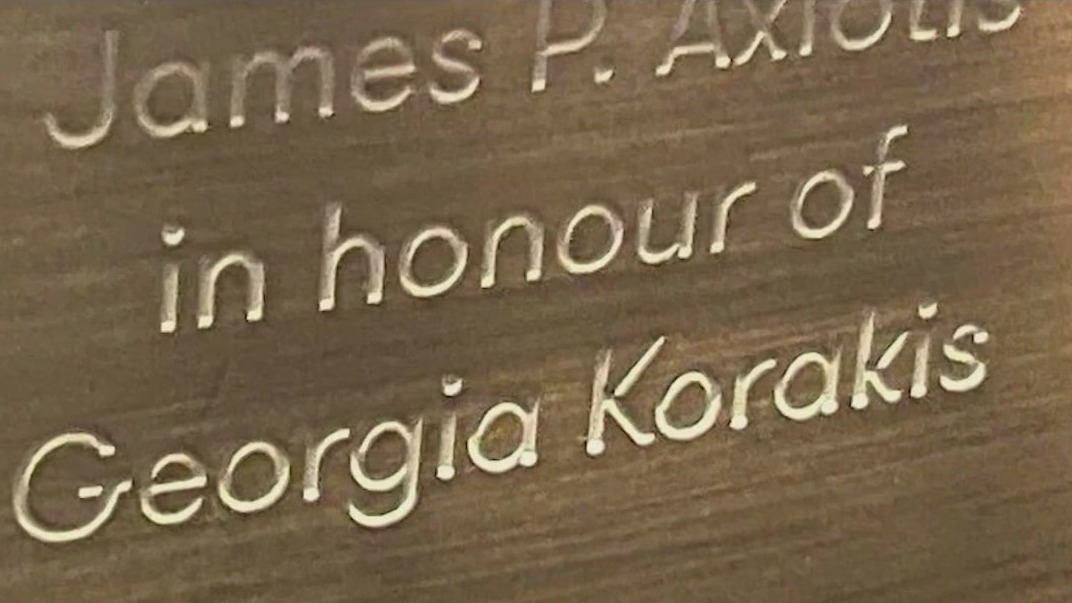 James P. Axiotis
in honour of
Georgia Korakis